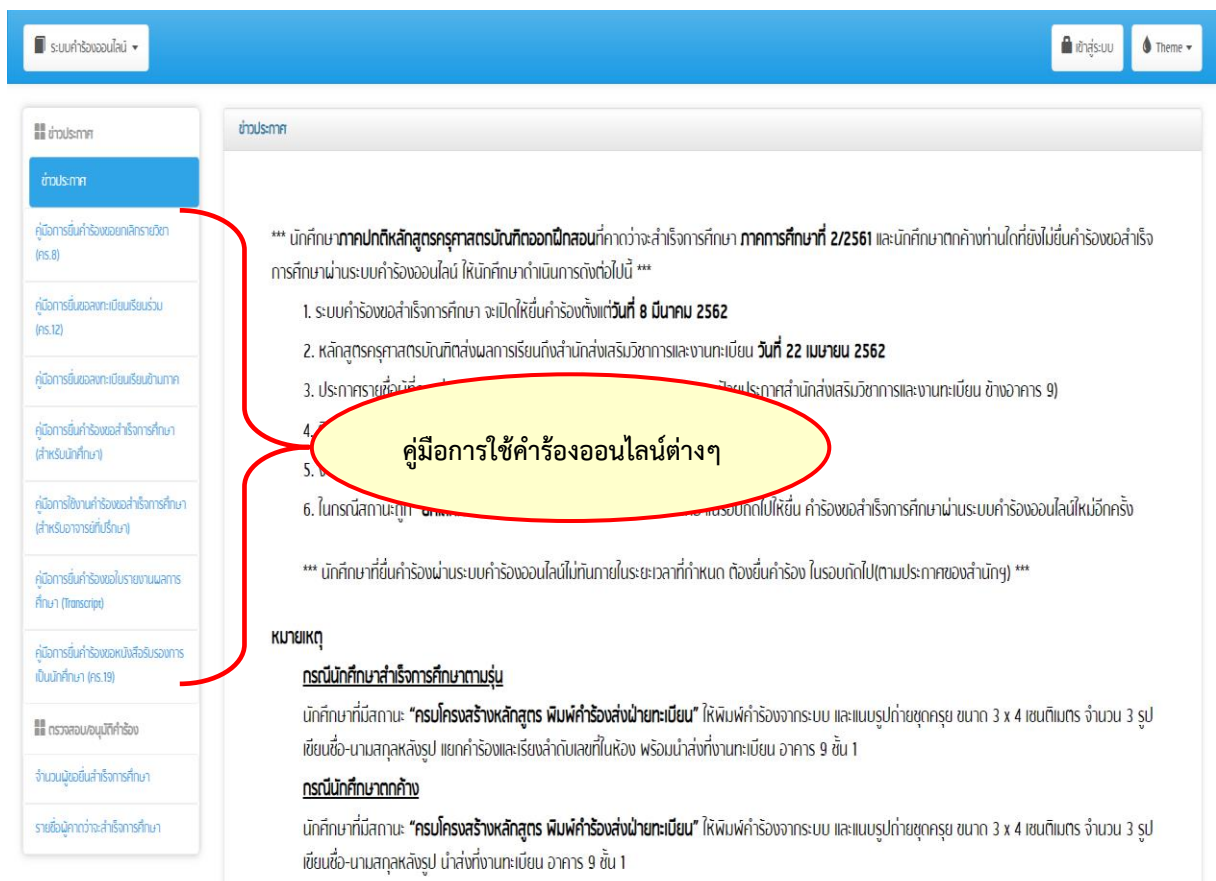 ระบบคำร้องออนไลน์
เข้าสู่ระบบ
Theme
ข่าวประกาศ
ข่าวประกาศ
คู่มือการยื่นคำร้องขอยกเลิกรายวิชา
(คร.8)
คู่มือการยื่นขอลงทะเบียนเรียนร่วม
(คร.12)
คู่มือการยื่นขอลงทะเบียนเรียนข้ามภาค
คู่มือการยื่นคำร้องขอสำเร็จการศึกษา
(สำหรับนักศึกษา)
คู่มือการใช้งานคำร้องขอสำเร็จการศึกษา
(สำหรับอาจารย์ที่ปรึกษา)
คู่มือการยื่นคำร้องขอใบรายงานผลการ
ศึกษา (Transcript)
คู่มือการยื่นคำร้องขอหนังสือรับรองการ
เป็นนักศึกษา (คร.19)
ตรวจสอบ/อนุมัติคำร้อง
จำนวนผู้ขอยื่นสำเร็จการศึกษา
รายชื่อผู้คาดว่าจะสำเร็จการศึกษา
ข่าวประกาศ
*** นักศึกษาภาคปกติหลักสูตรครุศาสตรบัณฑิตออกฝึกสอนที่คาดว่าจะสำเร็จการศึกษา ภาคการศึกษาที่ 2/2561 และนักศึกษาตกค้างท่านใดที่ยังไม่ยื่นคำร้องขอสำเร็จ
การศึกษาผ่านระบบคำร้องออนไลน์ ให้นักศึกษาดำเนินการดังต่อไปนี้ ***
1. ระบบคำร้องขอสำเร็จการศึกษา จะเปิดให้ยื่นคำร้องตั้งแต่วันที่ 8 มีนาคม 2562
2. หลักสูตรครุศาสตรบัณฑิตส่งผลการเรียนถึงสำนักส่งเสริมวิชาการและงานทะเบียน วันที่ 22 เมษายน 2562
3. ประกาศรายชื่อผู้ที่ ประกาศสำนักส่งเสริมวิชาการและงานทะเบียน ข้างอาคาร 9)
4.
5.
6. ในกรณีสถานะถูก ในรอบถัดไปให้ยื่น คำร้องขอสำเร็จการศึกษาผ่านระบบคำร้องออนไลน์ใหม่อีกครั้ง
คู่มือการใช้คำร้องออนไลน์ต่างๆ
*** นักศึกษาที่ยื่นคำร้องผ่านระบบคำร้องออนไลน์ไม่ทันภายในระยะเวลาที่กำหนด ต้องยื่นคำร้อง ในรอบถัดไป(ตามประกาศของสำนักฯ) ***
หมายเหตุ
กรณีนักศึกษาสำเร็จการศึกษาตามรุ่น
นักศึกษาที่มีสถานะ “ครบโครงสร้างหลักสูตร พิมพ์คำร้องส่งฝ่ายทะเบียน” ให้พิมพ์คำร้องจากระบบ และแนบรูปถ่ายชุดครุย ขนาด 3 x 4 เซนติเมตร จำนวน 3 รูป
เขียนชื่อ-นามสกุลหลังรูป แยกคำร้องและเรียงลำดับเลขที่ในห้อง พร้อมนำส่งที่งานทะเบียน อาคาร 9 ชั้น 1
กรณีนักศึกษาตกค้าง
นักศึกษาที่มีสถานะ “ครบโครงสร้างหลักสูตร พิมพ์คำร้องส่งฝ่ายทะเบียน” ให้พิมพ์คำร้องจากระบบ และแนบรูปถ่ายชุดครุย ขนาด 3 x 4 เซนติเมตร จำนวน 3 รูป
เขียนชื่อ-นามสกุลหลังรูป นำส่งที่งานทะเบียน อาคาร 9 ชั้น 1